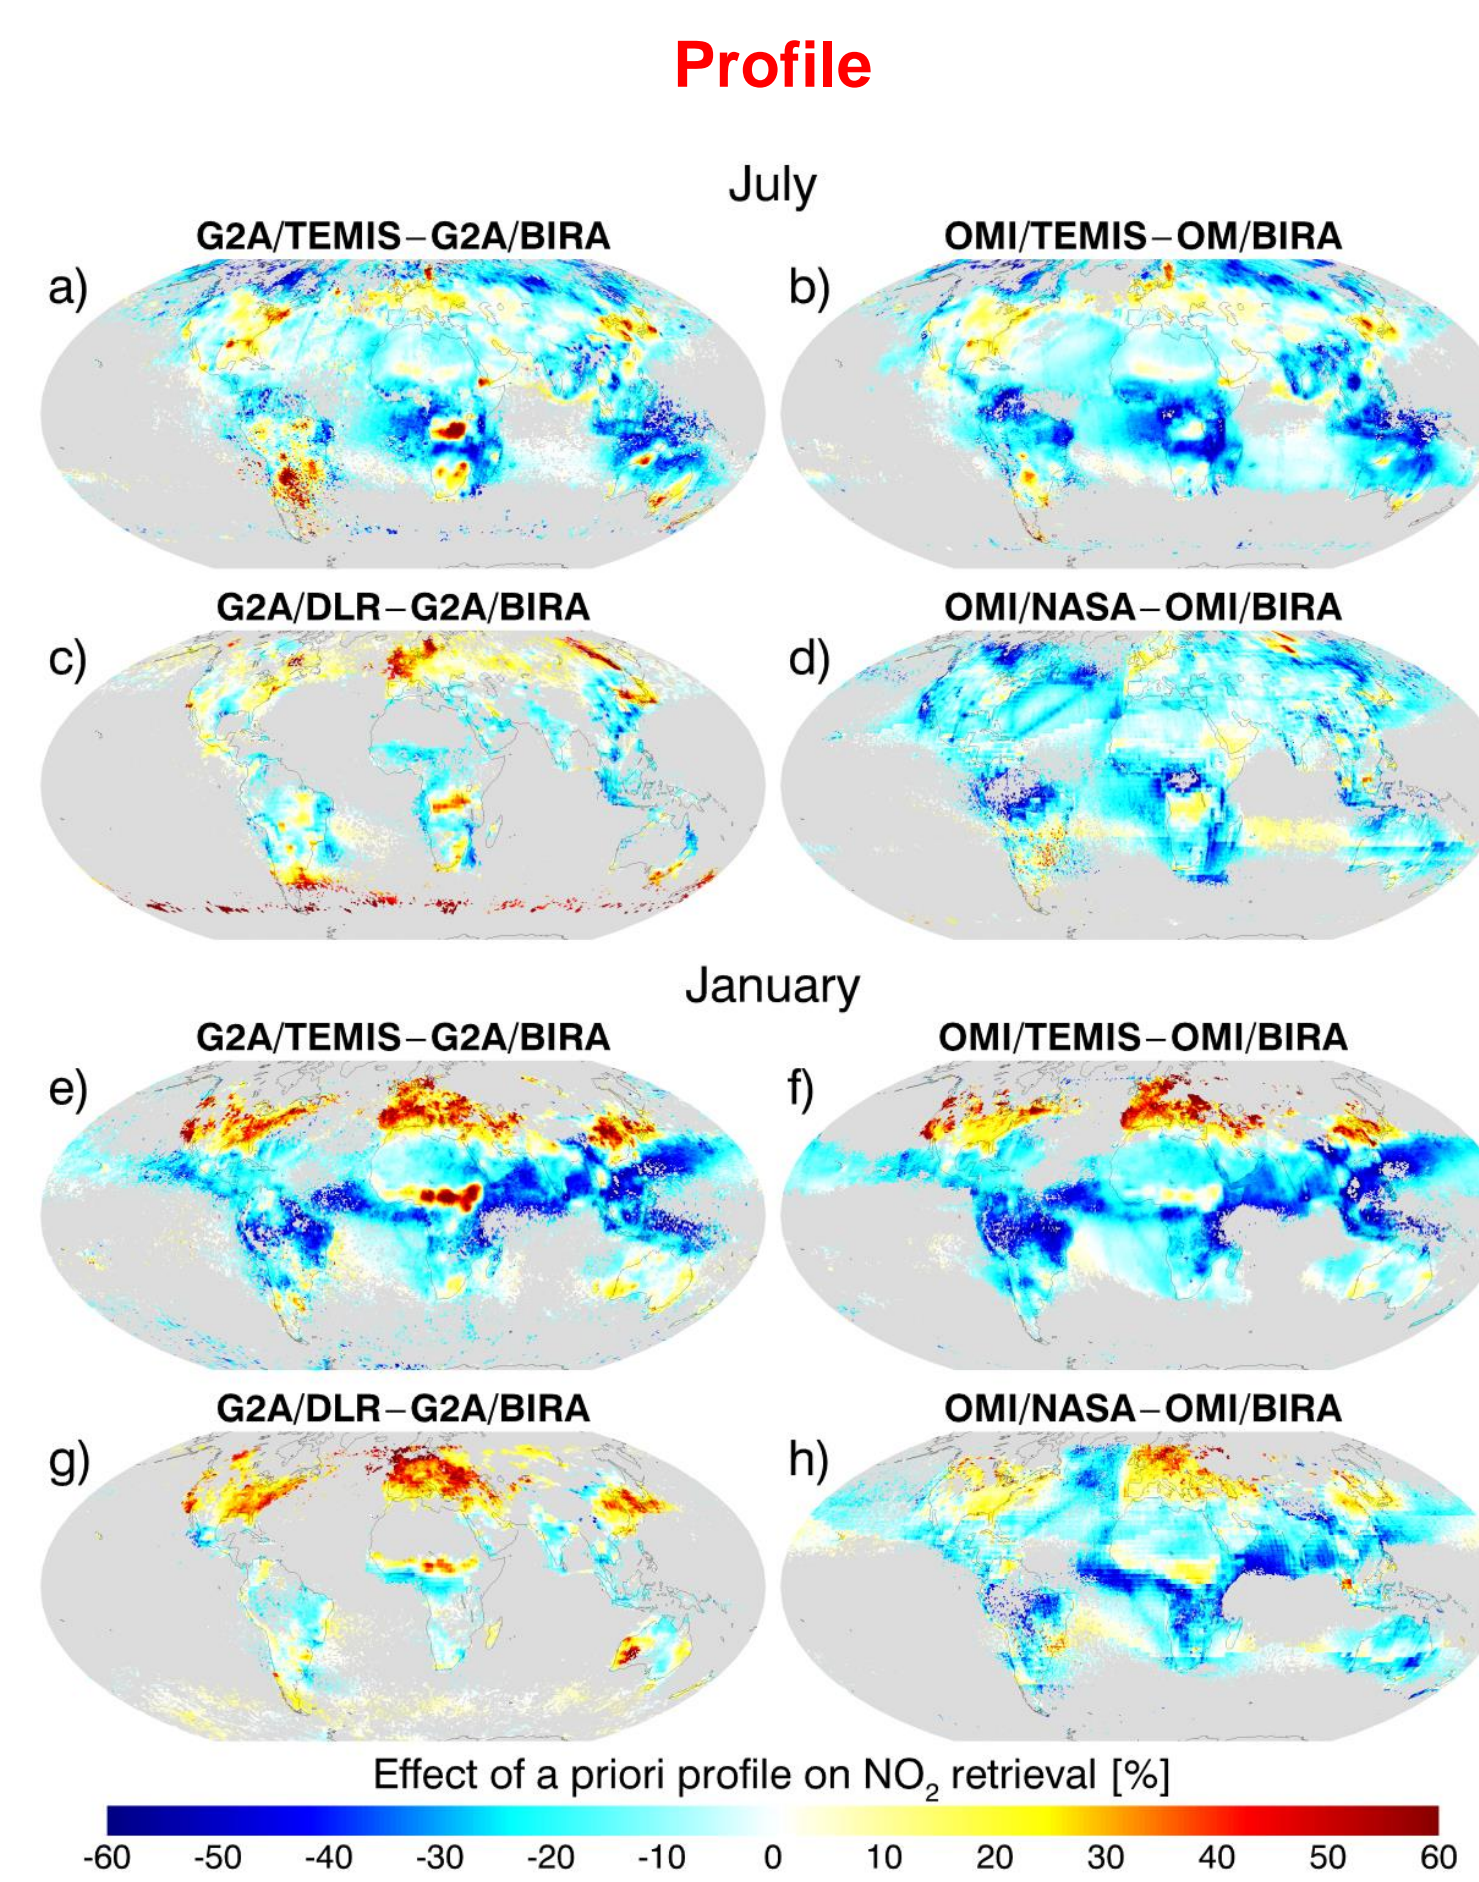 Profile
July
G2A/TEMIS–G2A/BIRA OMI/TEMIS–OM/BIRA
a) b)
G2A/DLR–G2A/BIRA OMI/NASA–OMI/BIRA
c) d)
January
G2A/TEMIS–G2A/BIRA OMI/TEMIS–OMI/BIRA
e) f)
G2A/DLR–G2A/BIRA OMI/NASA–OMI/BIRA
g) h)
Effect of a priori profile on NO₂ retrieval [%]
-60 -50 -40 -30 -20 -10 0 10 20 30 40 50 60